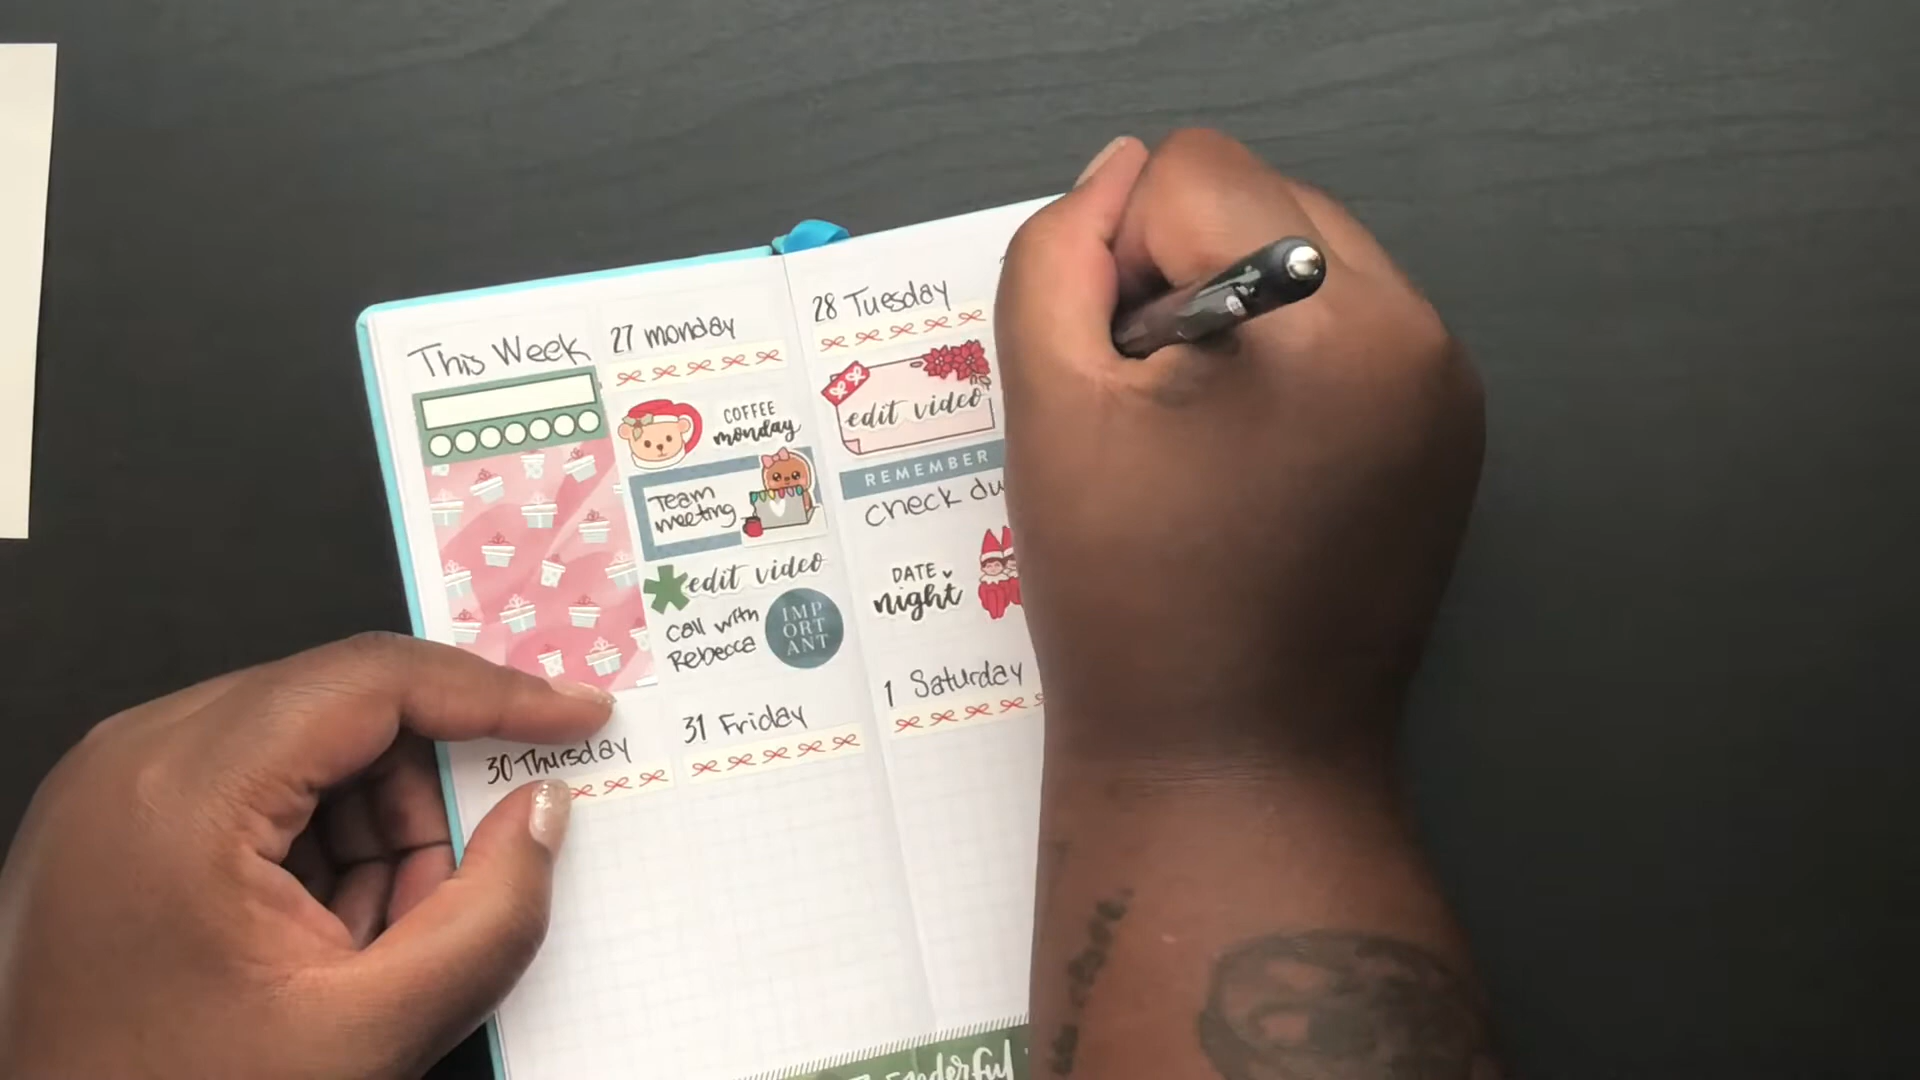 This Week
27 monday
COFFEE
monday
Team
meeting
edit video
call with
Rebecca
IMP
ORT
ANT
28 Tuesday
edit video
REMEMBER
check
DATE
night
30 Thursday
31 Friday
1 Saturday